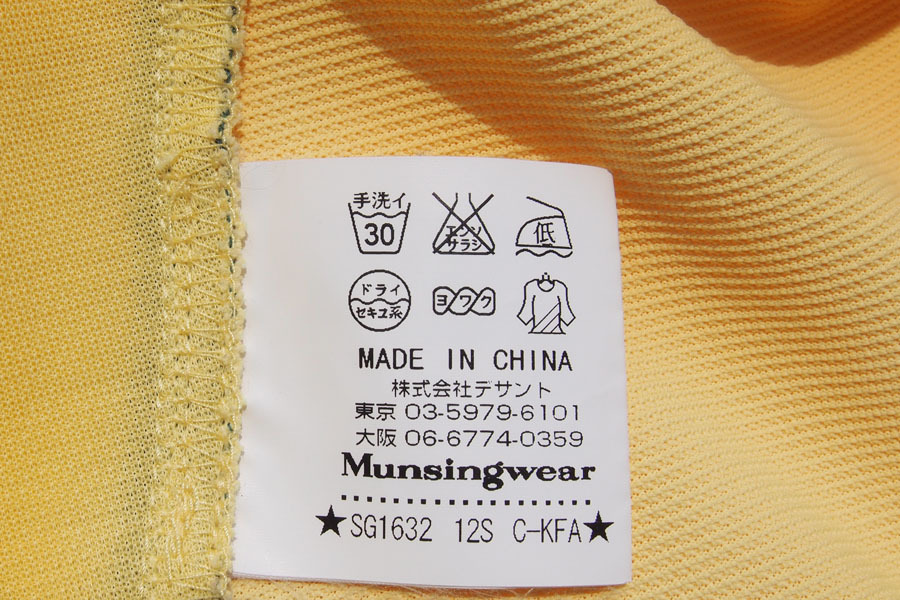 手洗イ
30
エンソ
サラシ
低
ドライ
セキユ系
ヨワク
MADE IN CHINA
株式会社デサント
東京 03-5979-6101
大阪 06-6774-0359
Munsingwear
★SG1632 12S C-KFA★